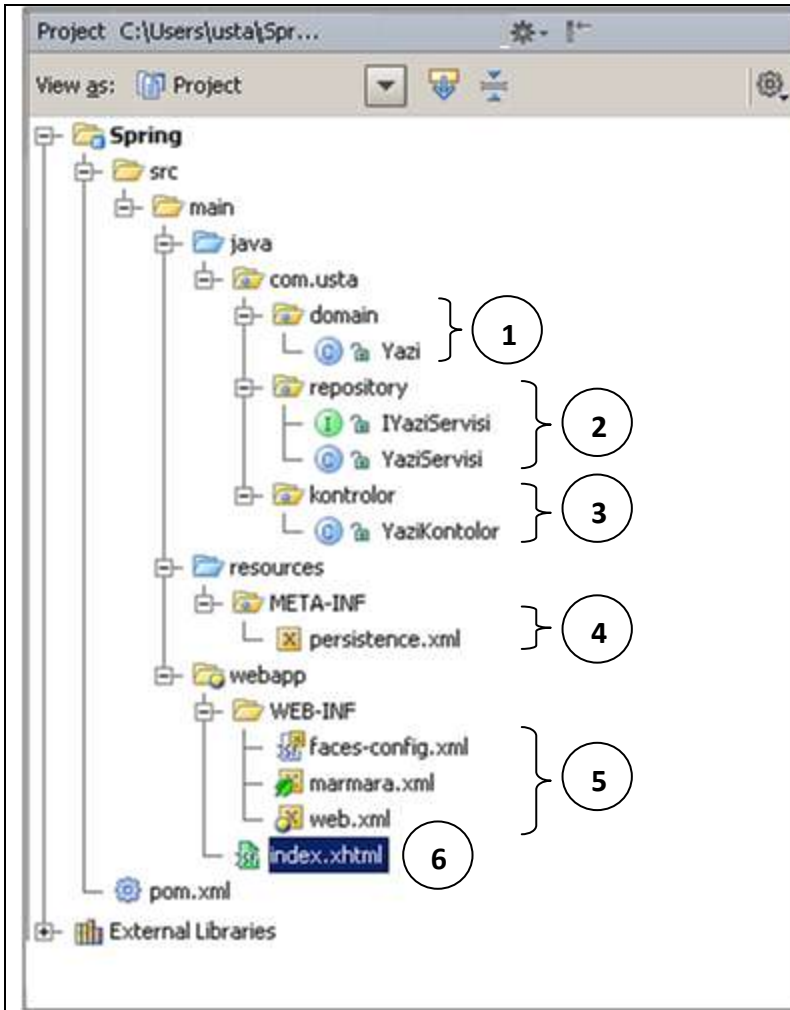 Project C:\Users\usta\Spr...
View as: Project
Spring
src
main
java
com.usta
domain
1
Yazi
repository
IYaziServisi
2
YaziServisi
kontrolor
3
YaziKontolor
resources
META-INF
4
persistence.xml
webapp
WEB-INF
faces-config.xml
marmara.xml
5
web.xml
index.xhtml
6
pom.xml
External Libraries